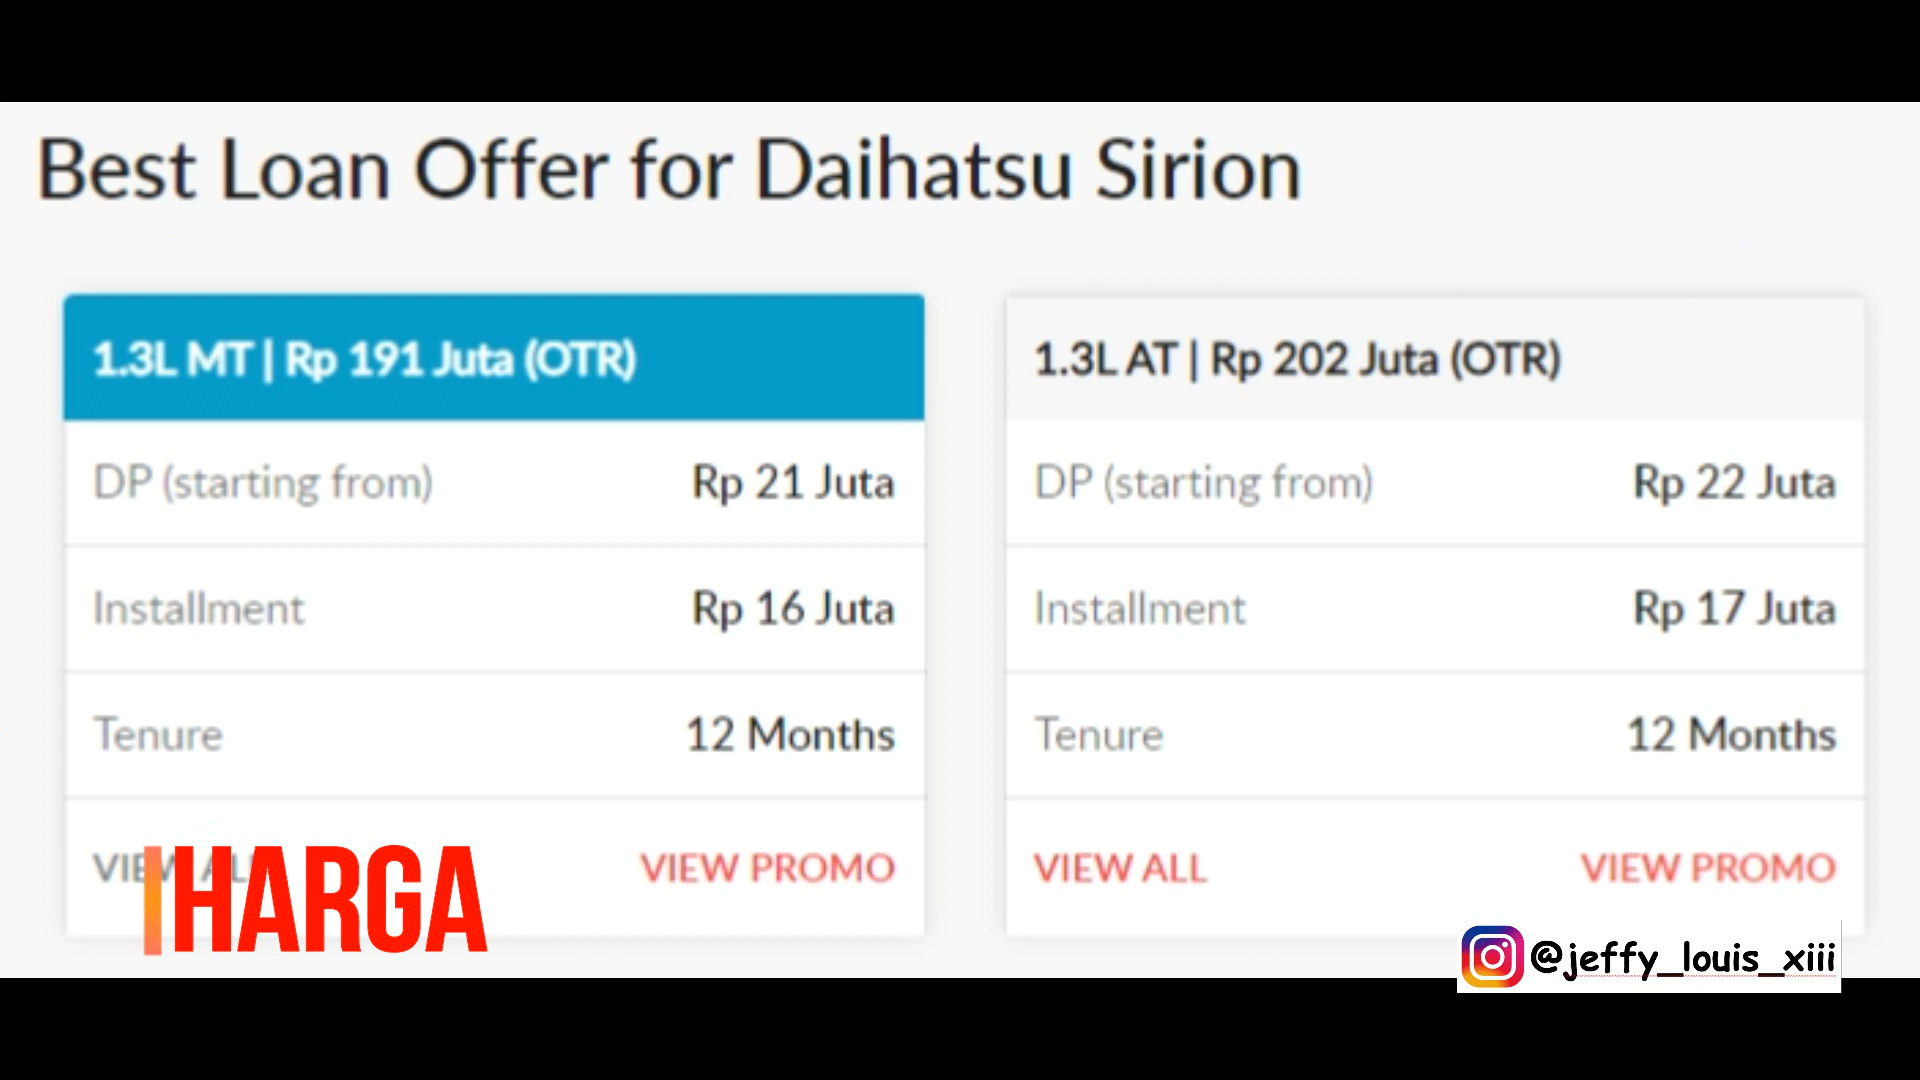 Best Loan Offer for Daihatsu Sirion
1.3L MT | Rp 191 Juta (OTR)
DP (starting from) Rp 21 Juta
Installment Rp 16 Juta
Tenure 12 Months
VIEW ALL VIEW PROMO
1.3L AT | Rp 202 Juta (OTR)
DP (starting from) Rp 22 Juta
Installment Rp 17 Juta
Tenure 12 Months
VIEW ALL VIEW PROMO
HARGA
@jeffy_louis_xiii